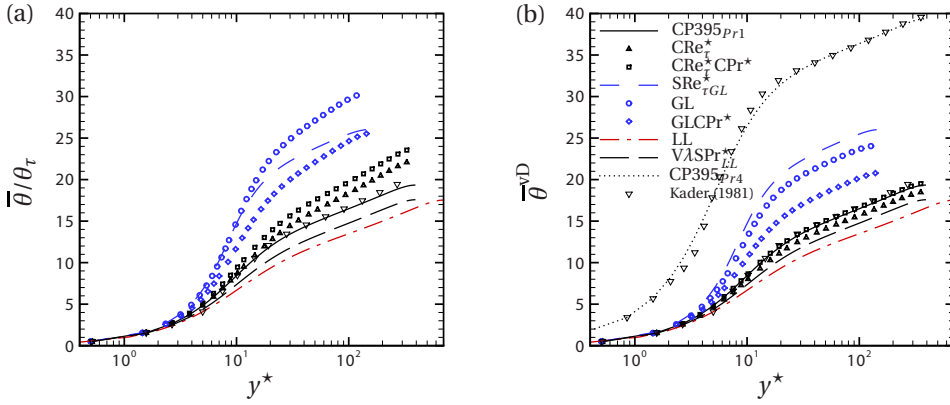 (a)
40
35
30
25
20
15
10
5
0
θ̅/θτ
10⁰ 10¹ 10²
y⋆
(b)
40
35
30
25
20
15
10
5
0
θ̅ᵛᴰ
10⁰ 10¹ 10²
y⋆
CP395Pr1
CRe⋆τ
CRe⋆τCPr⋆
SRe⋆τGL
GL
GLCPr⋆
LL
VλSPr⋆LL
CP395Pr4
Kader (1981)